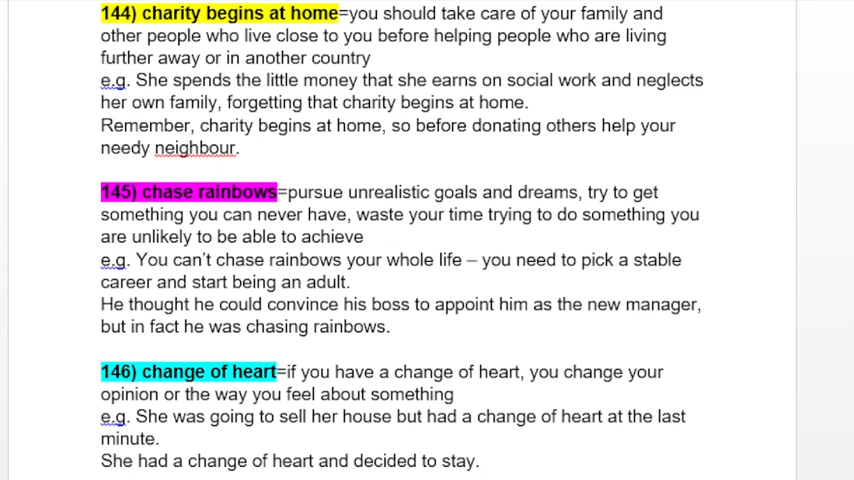 144) charity begins at home=you should take care of your family and
other people who live close to you before helping people who are living
further away or in another country
e.g. She spends the little money that she earns on social work and neglects
her own family, forgetting that charity begins at home.
Remember, charity begins at home, so before donating others help your
needy neighbour.
145) chase rainbows=pursue unrealistic goals and dreams, try to get
something you can never have, waste your time trying to do something you
are unlikely to be able to achieve
e.g. You can’t chase rainbows your whole life – you need to pick a stable
career and start being an adult.
He thought he could convince his boss to appoint him as the new manager,
but in fact he was chasing rainbows.
146) change of heart=if you have a change of heart, you change your
opinion or the way you feel about something
e.g. She was going to sell her house but had a change of heart at the last
minute.
She had a change of heart and decided to stay.